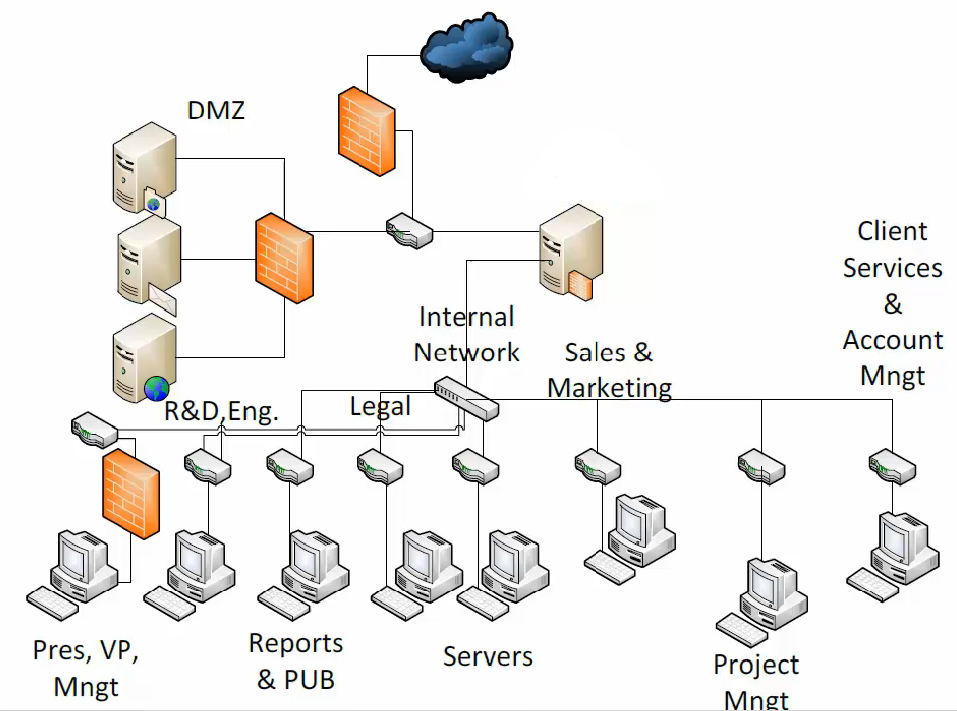 DMZ
Client
Services
&
Account
Mngt
Internal
Network
Sales &
Marketing
R&D,Eng.
Legal
Pres, VP,
Mngt
Reports
& PUB
Servers
Project
Mngt